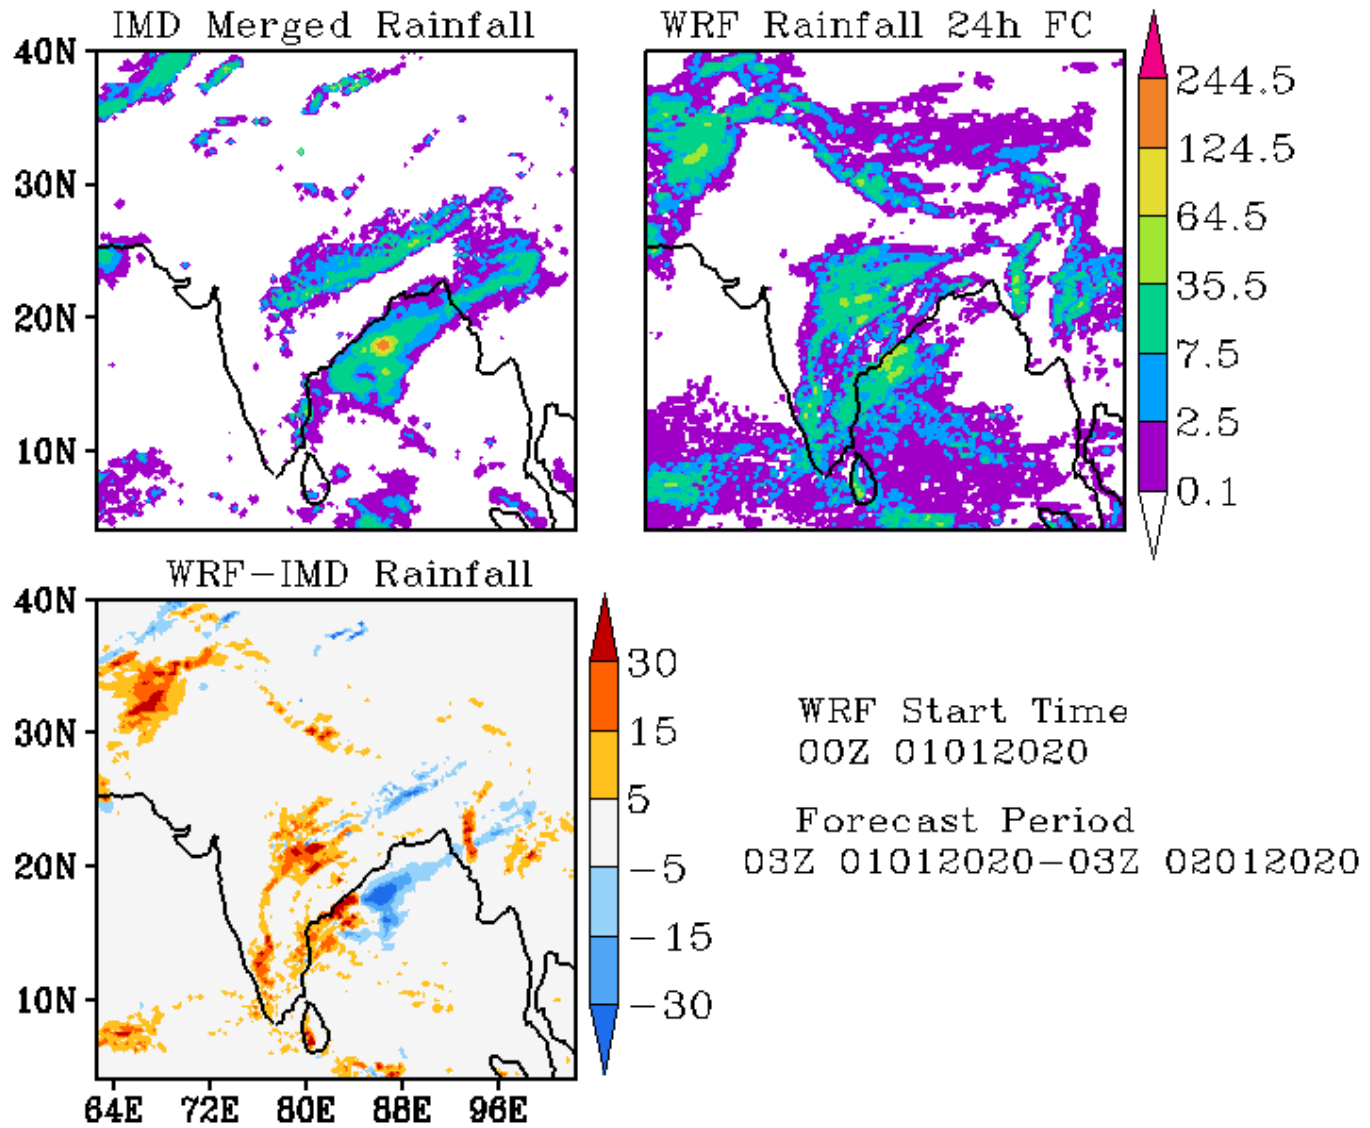 IMD Merged Rainfall
WRF Rainfall 24h FC
40N
30N
20N
10N
244.5
124.5
64.5
35.5
7.5
2.5
0.1
WRF-IMD Rainfall
40N
30N
20N
10N
64E 72E 80E 88E 96E
30
15
5
-5
-15
-30
WRF Start Time
00Z 01012020
Forecast Period
03Z 01012020-03Z 02012020